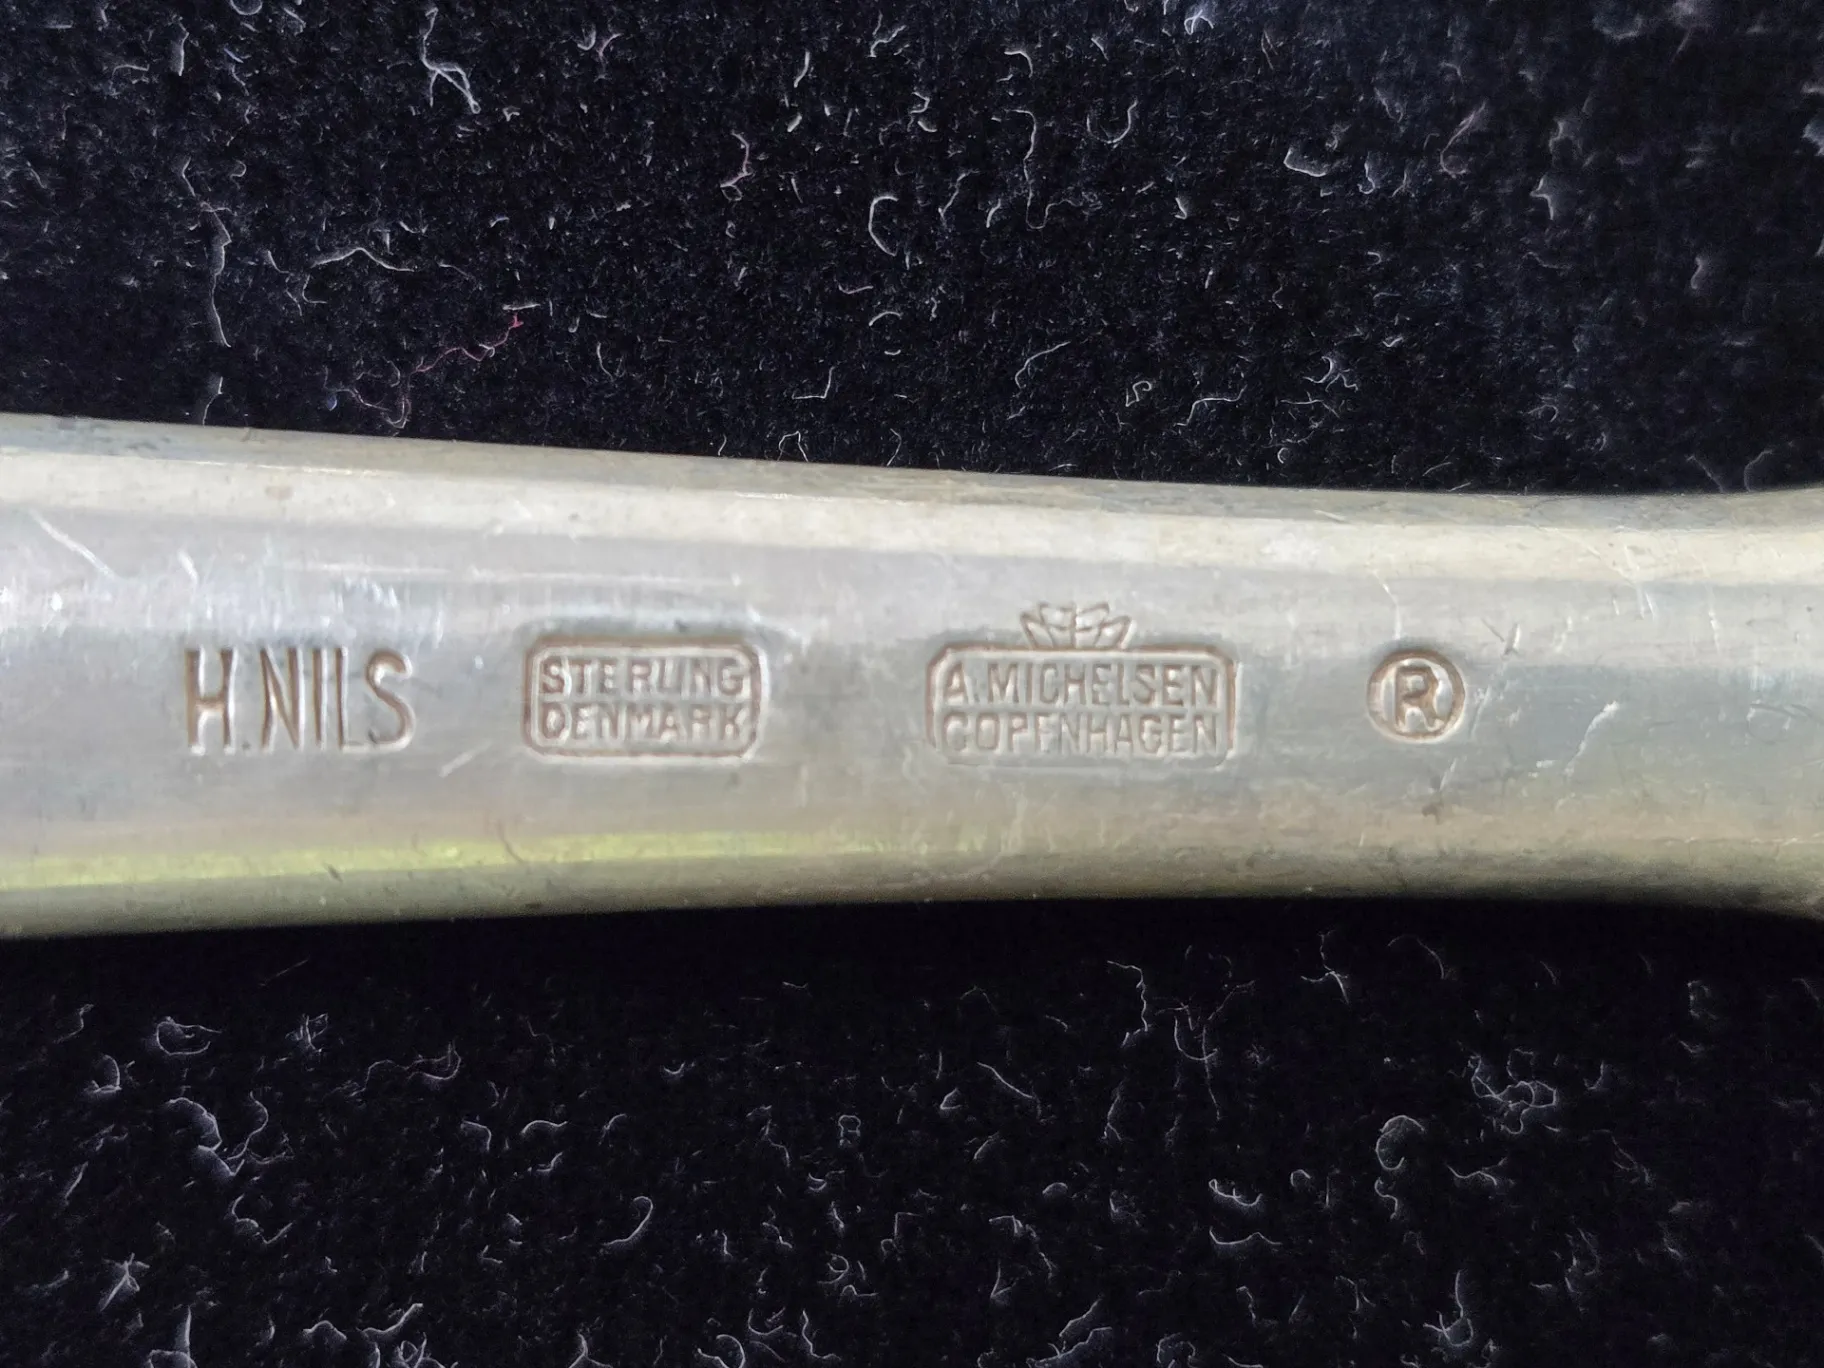 H.NILS
STERLING
DENMARK
A.MICHELSEN
COPENHAGEN
®